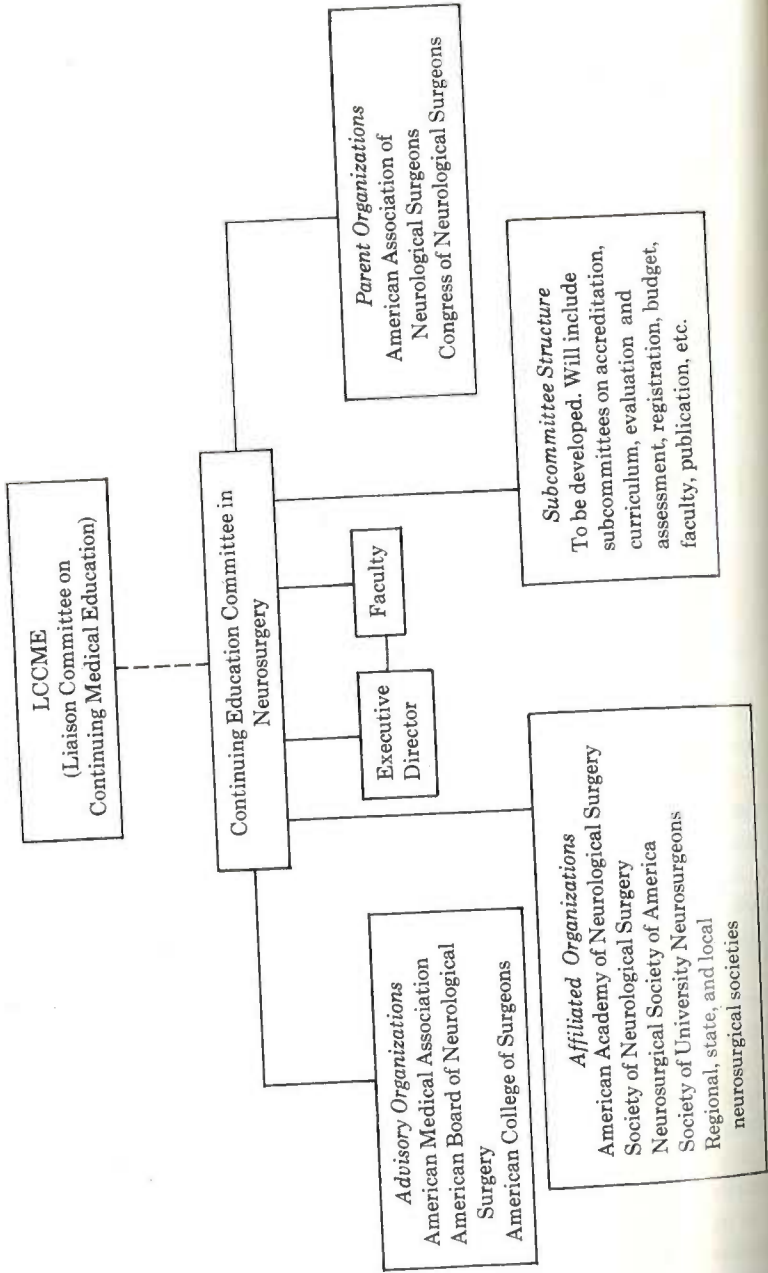 LCCME
(Liaison Committee on
Continuing Medical Education)
Continuing Education Committee in
Neurosurgery
Executive
Director
Faculty
Advisory Organizations
American Medical Association
American Board of Neurological
Surgery
American College of Surgeons
Affiliated Organizations
American Academy of Neurological Surgery
Society of Neurological Surgery
Neurosurgical Society of America
Society of University Neurosurgeons
Regional, state, and local
neurosurgical societies
Subcommittee Structure
To be developed. Will include
subcommittees on accreditation,
curriculum, evaluation and
assessment, registration, budget,
faculty, publication, etc.
Parent Organizations
American Association of
Neurological Surgeons
Congress of Neurological Surgeons